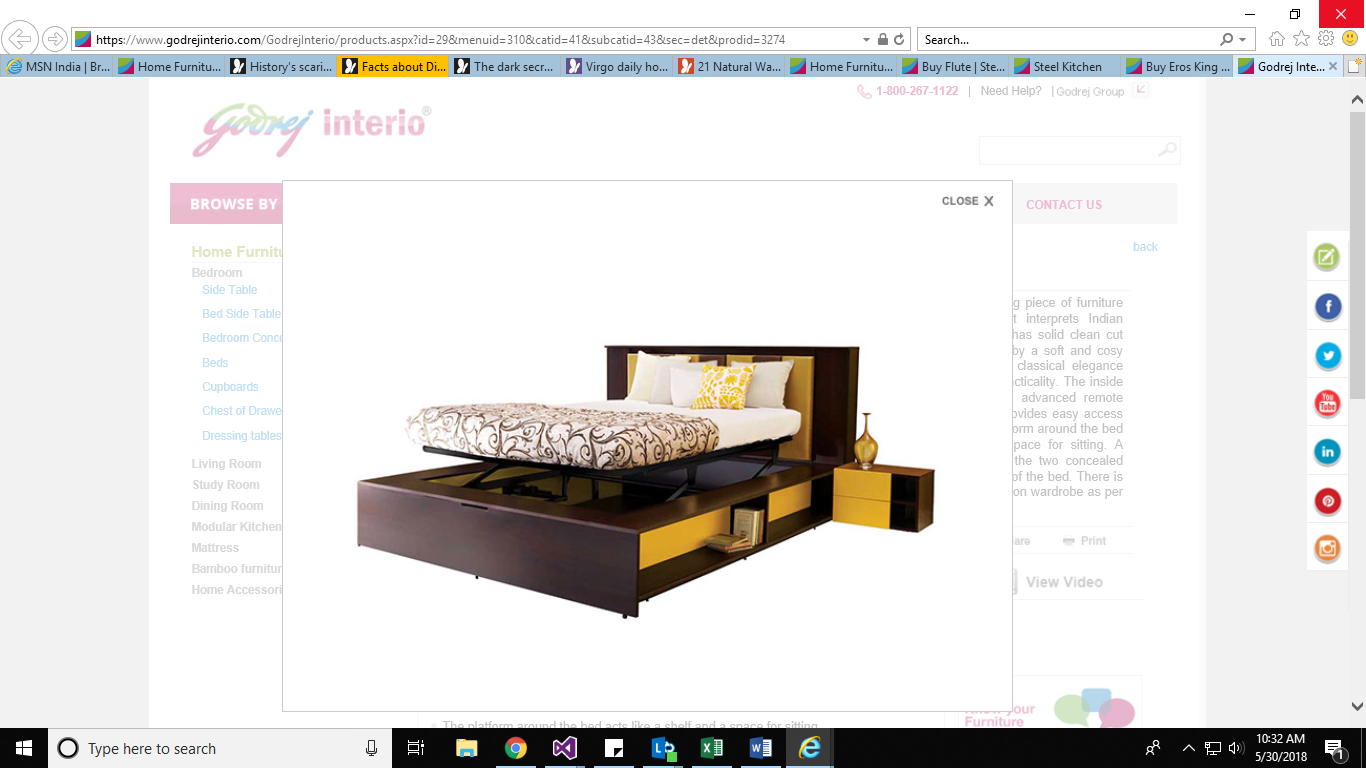 https://www.godrejinterio.com/GodrejInterio/products.aspx?id=29&menuid=310&catid=41&subcatid=43&sec=det&prodid=3274
Search...
MSN India | Br...
Home Furnitu...
History's scari...
Facts about Di...
The dark secr...
Virgo daily ho...
21 Natural Wa...
Home Furnitu...
Buy Flute | Ste...
Steel Kitchen
Buy Eros King ...
Godrej Inte...
1-800-267-1122 | Need Help? | Godrej Group
Godrej interio®
BROWSE BY
CLOSE X
CONTACT US
back
Home Furnitu
Bedroom
Side Table
Bed Side Table
Bedroom Conce
Beds
Cupboards
Chest of Drawe
Dressing tables
Living Room
Study Room
Dining Room
Modular Kitchen
Mattress
Bamboo furnitur
Home Accessori
g piece of furniture
t interprets Indian
has solid clean cut
by a soft and cosy
classical elegance
cticality. The inside
advanced remote
ovides easy access
form around the bed
pace for sitting. A
the two concealed
of the bed. There is
on wardrobe as per
are
Print
View Video
You
Tube
in
The platform around the bed acts like a shelf and a space for sitting
Know your
Furniture
Type here to search
10:32 AM
5/30/2018
1